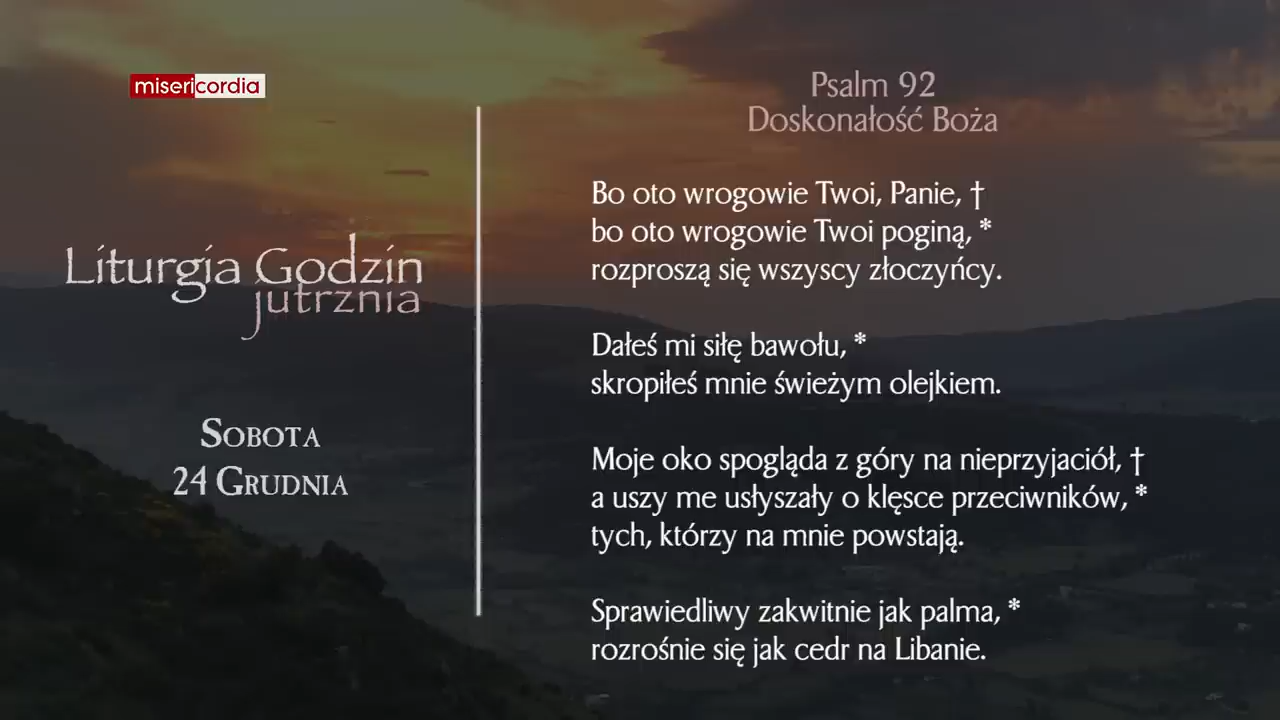 misericordia
Liturgia Godzin
jutrznia
Sobota
24 Grudnia
Psalm 92
Doskonałość Boża
Bo oto wrogowie Twoi, Panie, †
bo oto wrogowie Twoi poginą, *
rozproszą się wszyscy złoczyńcy.
Dałeś mi siłę bawołu, *
skropiłeś mnie świeżym olejkiem.
Moje oko spogląda z góry na nieprzyjaciół, †
a uszy me usłyszały o klęsce przeciwników, *
tych, którzy na mnie powstają.
Sprawiedliwy zakwitnie jak palma, *
rozrośnie się jak cedr na Libanie.